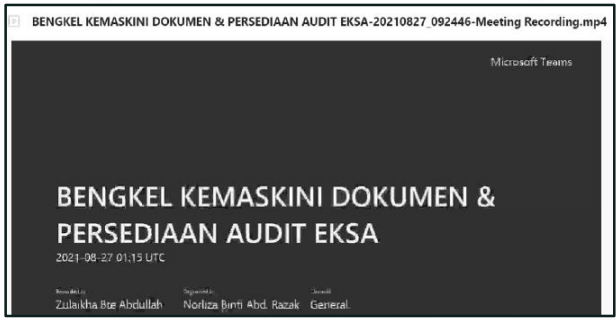 BENGKEL KEMASKINI DOKUMEN & PERSEDIAAN AUDIT EKSA-20210827_092446-Meeting Recording.mp4
Microsoft Teams
BENGKEL KEMASKINI DOKUMEN &
PERSEDIAAN AUDIT EKSA
2021-08-27 01:15 UTC
Zulaikha Bte Abdullah Norliza Binti Abd. Razak General